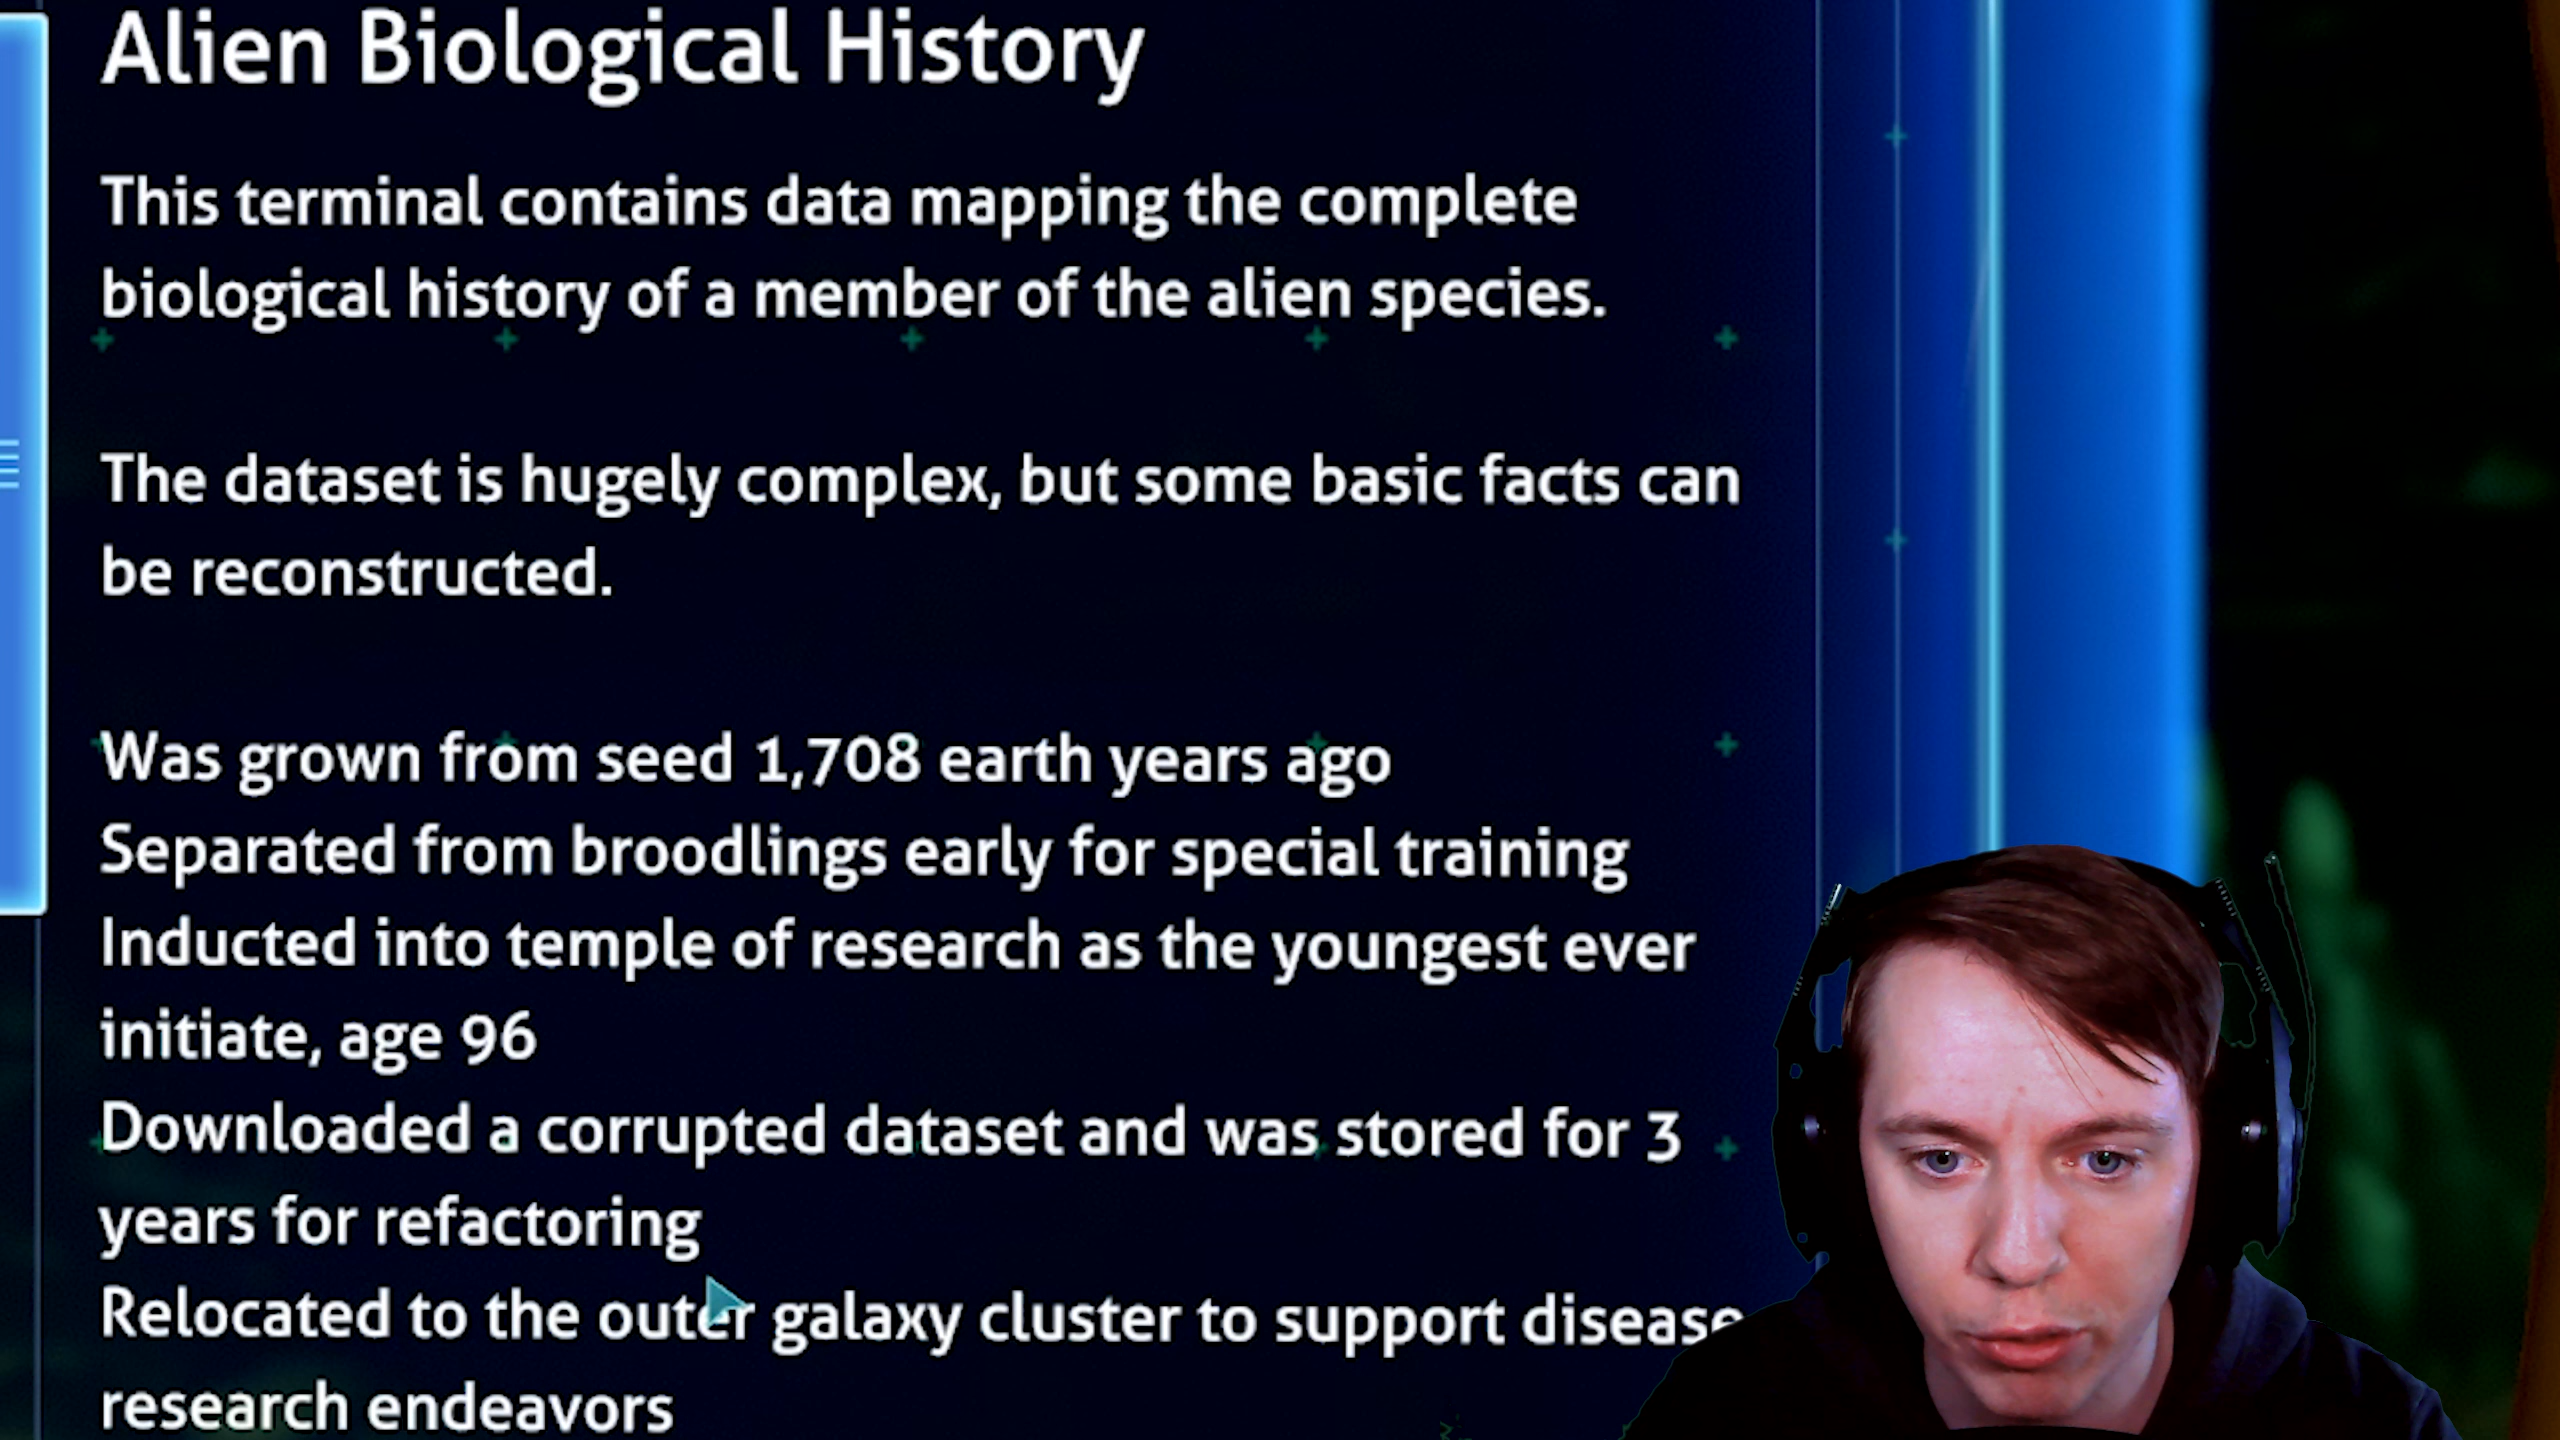 Alien Biological History
This terminal contains data mapping the complete
biological history of a member of the alien species.
The dataset is hugely complex, but some basic facts can
be reconstructed.
Was grown from seed 1,708 earth years ago
Separated from broodlings early for special training
Inducted into temple of research as the youngest ever
initiate, age 96
Downloaded a corrupted dataset and was stored for 3
years for refactoring
Relocated to the outer galaxy cluster to support disease
research endeavors